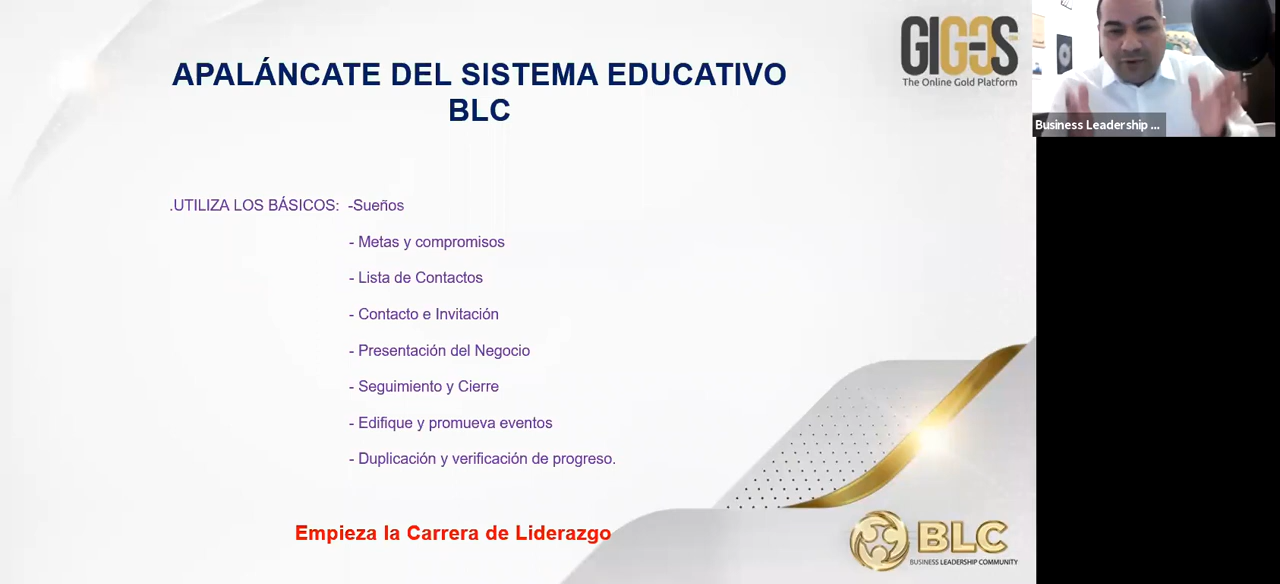 APALÁNCATE DEL SISTEMA EDUCATIVO
BLC
GIGOS
The Online Gold Platform
Business Leadership ...
.UTILIZA LOS BÁSICOS: -Sueños
- Metas y compromisos
- Lista de Contactos
- Contacto e Invitación
- Presentación del Negocio
- Seguimiento y Cierre
- Edifique y promueva eventos
- Duplicación y verificación de progreso.
Empieza la Carrera de Liderazgo
BLC
BUSINESS LEADERSHIP COMMUNITY